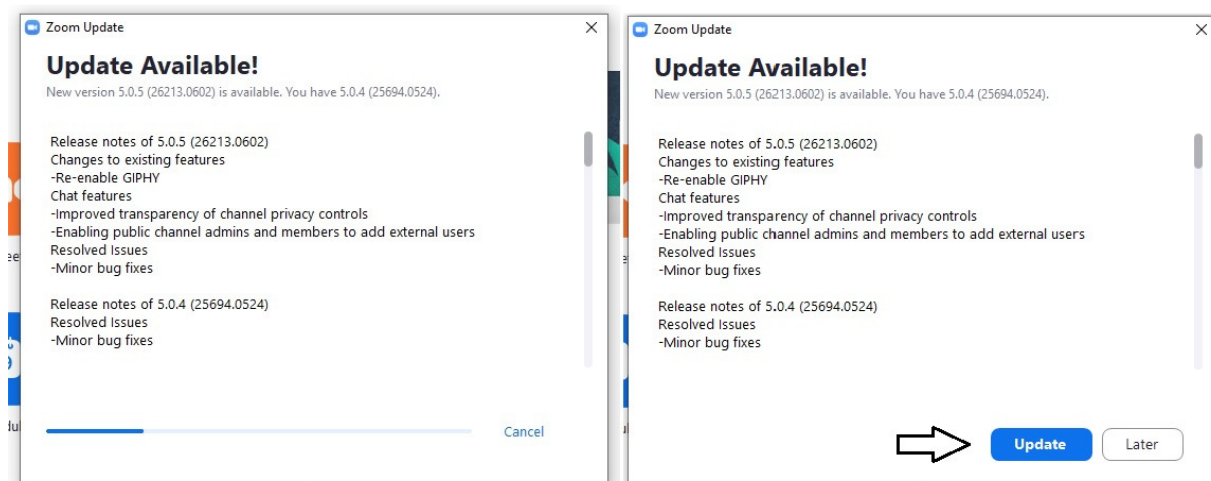 Zoom Update
Update Available!
New version 5.0.5 (26213.0602) is available. You have 5.0.4 (25694.0524).
Release notes of 5.0.5 (26213.0602)
Changes to existing features
-Re-enable GIPHY
Chat features
-Improved transparency of channel privacy controls
-Enabling public channel admins and members to add external users
Resolved Issues
-Minor bug fixes
Release notes of 5.0.4 (25694.0524)
Resolved Issues
-Minor bug fixes
Cancel
Zoom Update
Update Available!
New version 5.0.5 (26213.0602) is available. You have 5.0.4 (25694.0524).
Release notes of 5.0.5 (26213.0602)
Changes to existing features
-Re-enable GIPHY
Chat features
-Improved transparency of channel privacy controls
-Enabling public channel admins and members to add external users
Resolved Issues
-Minor bug fixes
Release notes of 5.0.4 (25694.0524)
Resolved Issues
-Minor bug fixes
Update
Later